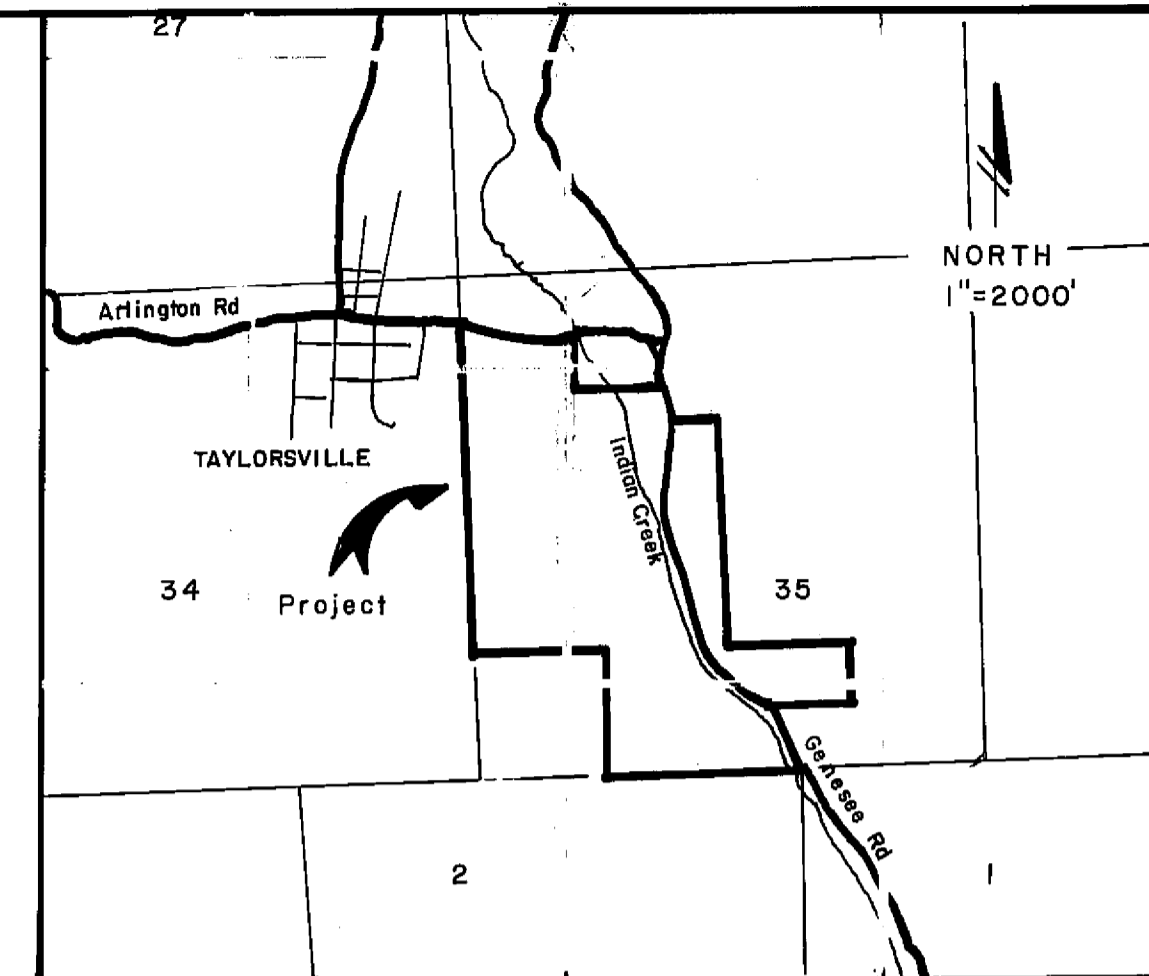 27
NORTH
1"=2000'
Arlington Rd
TAYLORSVILLE
Indian Creek
34
Project
35
Genesee Rd
2
1